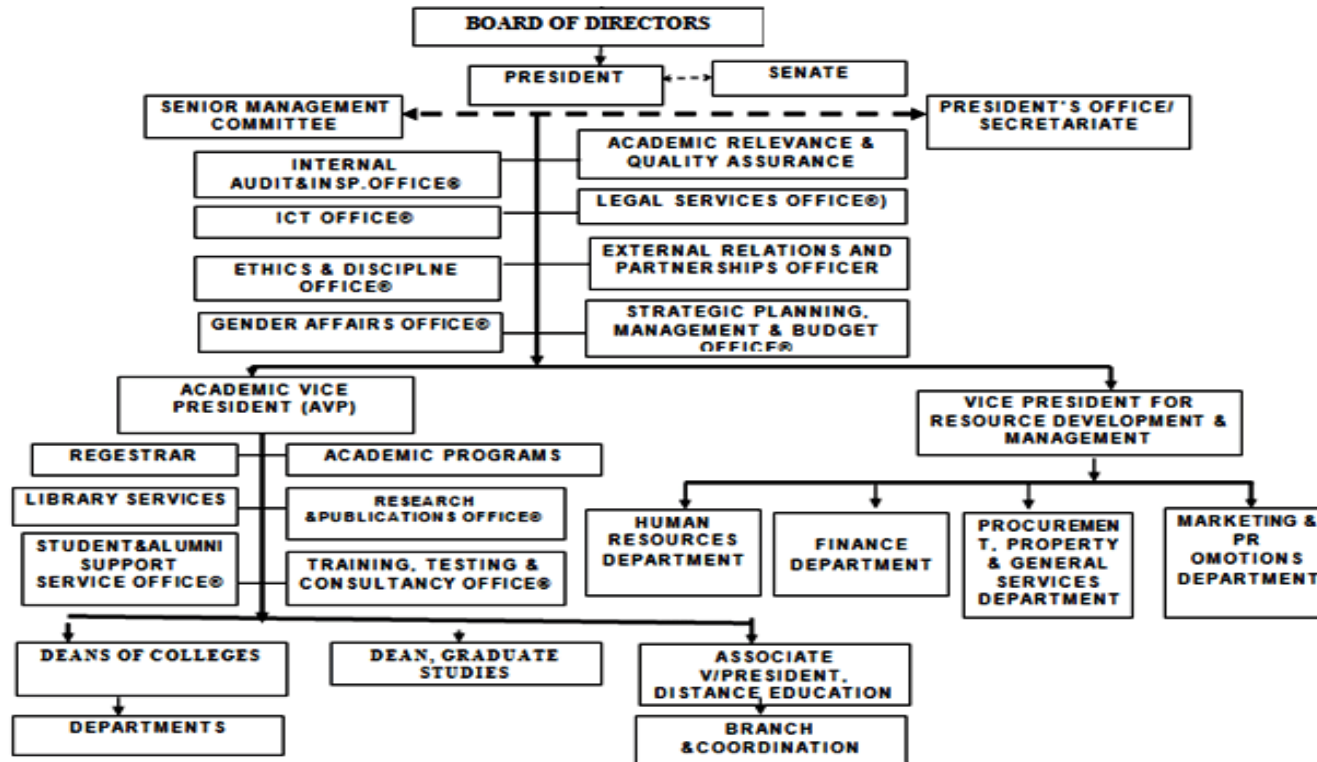 BOARD OF DIRECTORS
PRESIDENT
SENATE
SENIOR MANAGEMENT
COMMITTEE
PRESIDENT'S OFFICE/
SECRETARIATE
ACADEMIC RELEVANCE &
QUALITY ASSURANCE
INTERNAL
AUDIT&INSP.OFFICE®
LEGAL SERVICES OFFICE®)
ICT OFFICE®
EXTERNAL RELATIONS AND
PARTNERSHIPS OFFICER
ETHICS & DISCIPLNE
OFFICE®
STRATEGIC PLANNING,
MANAGEMENT & BUDGET
OFFICE®
GENDER AFFAIRS OFFICE®
ACADEMIC VICE
PRESIDENT (AVP)
VICE PRESIDENT FOR
RESOURCE DEVELOPMENT &
MANAGEMENT
REGESTRAR
ACADEMIC PROGRAMS
LIBRARY SERVICES
RESEARCH
&PUBLICATIONS OFFICE®
STUDENT&ALUMNI
SUPPORT
SERVICE OFFICE®
TRAINING, TESTING &
CONSULTANCY OFFICE®
HUMAN
RESOURCES
DEPARTMENT
FINANCE
DEPARTMENT
PROCUREMEN
T, PROPERTY
& GENERAL
SERVICES
DEPARTMENT
MARKETING &
PR
OMOTIONS
DEPARTMENT
DEANS OF COLLEGES
DEAN, GRADUATE
STUDIES
ASSOCIATE
V/PRESIDENT,
DISTANCE EDUCATION
DEPARTMENTS
BRANCH
&COORDINATION